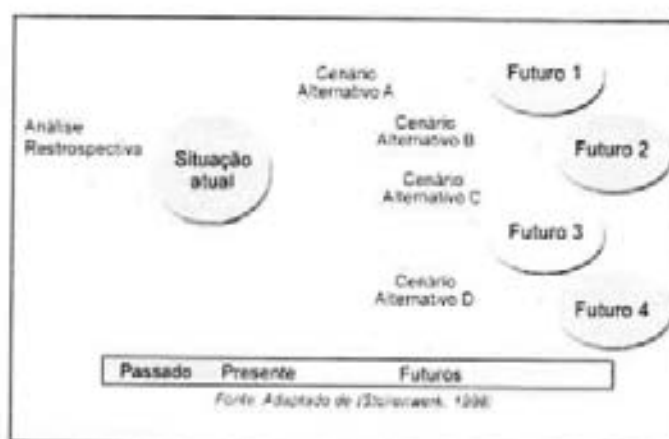 Cenário
Alternativo A
Futuro 1
Análise
Restrospectiva
Situação
atual
Cenário
Alternativo B
Futuro 2
Cenário
Alternativo C
Futuro 3
Cenário
Alternativo D
Futuro 4
Passado Presente Futuros
Fonte: Adaptado de